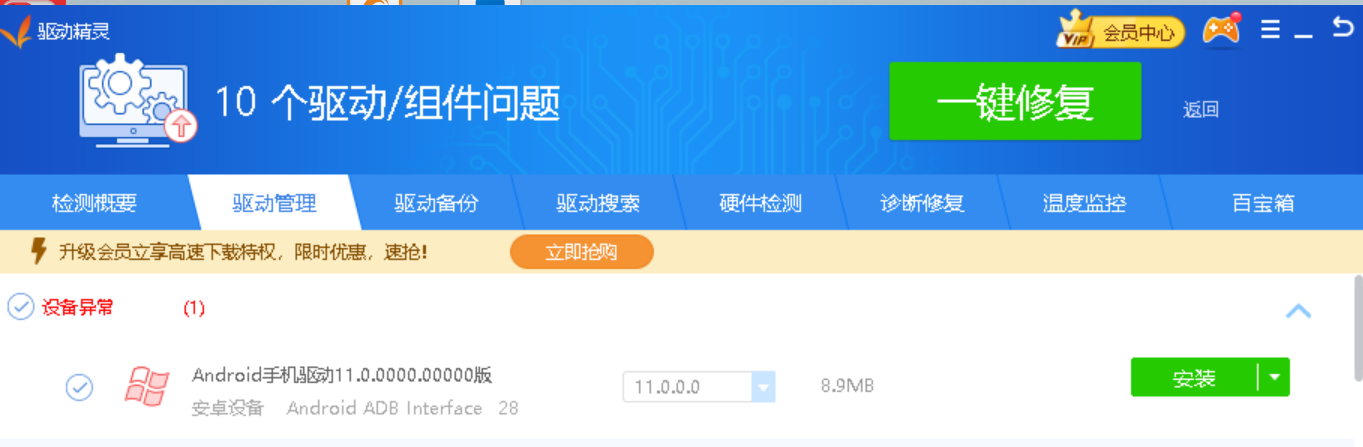 驱动精灵
VIP 会员中心
10 个驱动/组件问题
一键修复
返回
检测概要 驱动管理 驱动备份 驱动搜索 硬件检测 诊断修复 温度监控 百宝箱
升级会员立享高速下载特权，限时优惠，速抢! 立即抢购
设备异常 (1)
Android手机驱动11.0.0000.00000版
11.0.0.0 8.9MB 安装
安卓设备 Android ADB Interface 28